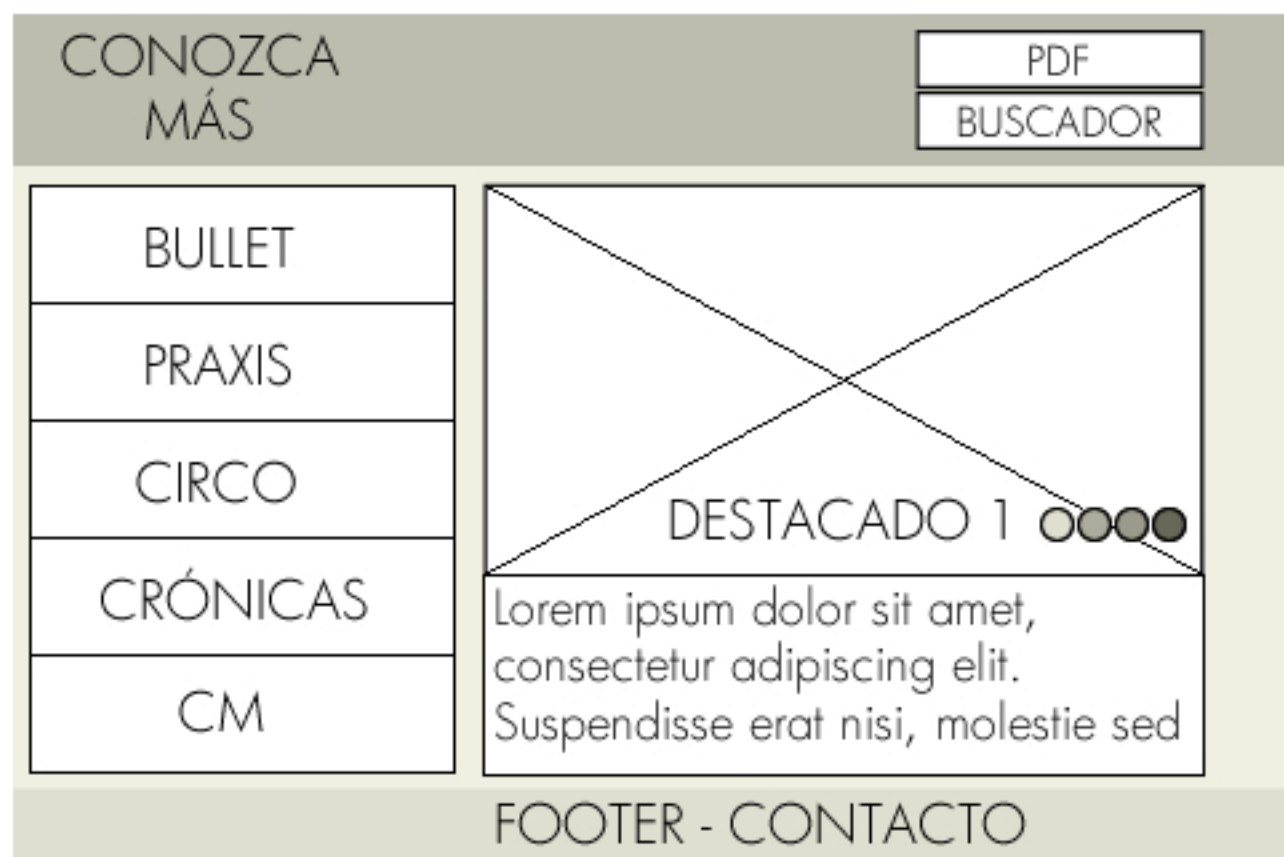 CONOZCA
MÁS
PDF
BUSCADOR
BULLET
PRAXIS
CIRCO
CRÓNICAS
CM
DESTACADO 1
Lorem ipsum dolor sit amet,
consectetur adipiscing elit.
Suspendisse erat nisi, molestie sed
FOOTER - CONTACTO